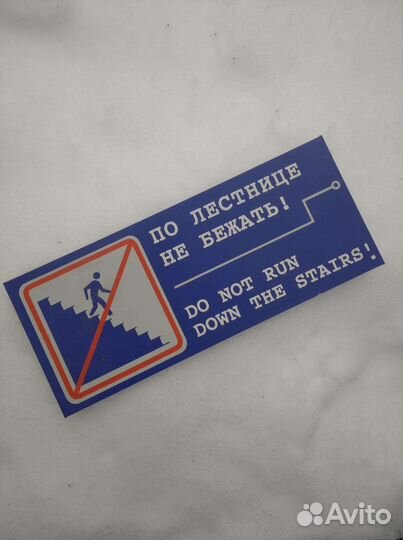 ПО ЛЕСТНИЦЕ
НЕ БЕЖАТЬ!
DO NOT RUN
DOWN THE STAIRS!
Avito